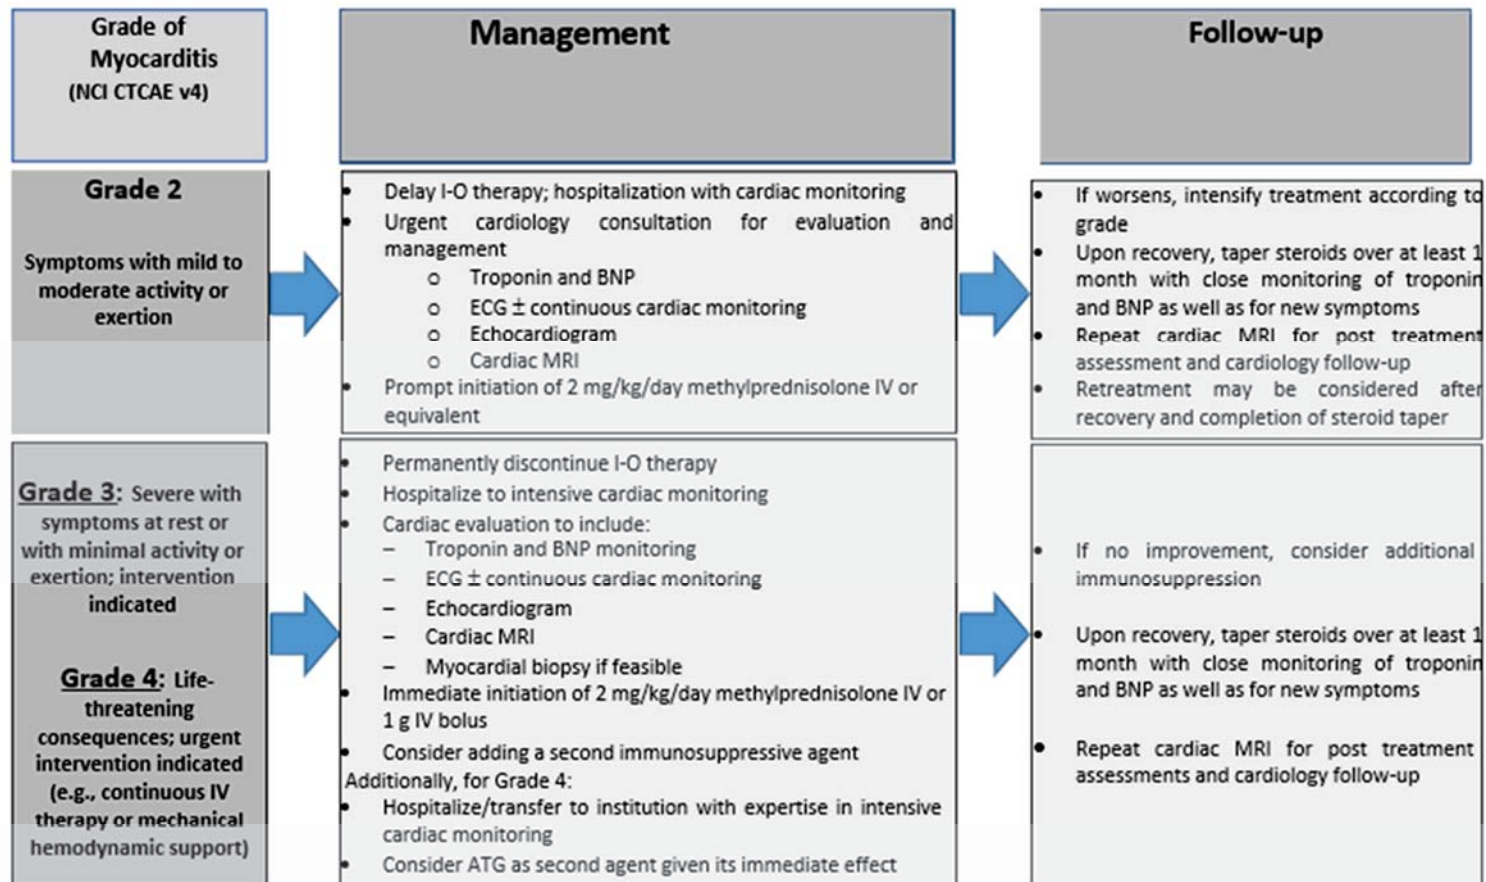 Grade of
Myocarditis
(NCI CTCAE v4)
Management
Follow-up
Grade 2
Symptoms with mild to
moderate activity or
exertion
• Delay I-O therapy; hospitalization with cardiac monitoring
• Urgent cardiology consultation for evaluation and
management
o Troponin and BNP
o ECG ± continuous cardiac monitoring
o Echocardiogram
o Cardiac MRI
• Prompt initiation of 2 mg/kg/day methylprednisolone IV or
equivalent
• If worsens, intensify treatment according to
grade
• Upon recovery, taper steroids over at least 1
month with close monitoring of troponin
and BNP as well as for new symptoms
• Repeat cardiac MRI for post treatment
assessment and cardiology follow-up
• Retreatment may be considered after
recovery and completion of steroid taper
Grade 3: Severe with
symptoms at rest or
with minimal activity or
exertion; intervention
indicated
Grade 4: Life-
threatening
consequences; urgent
intervention indicated
(e.g., continuous IV
therapy or mechanical
hemodynamic support)
• Permanently discontinue I-O therapy
• Hospitalize to intensive cardiac monitoring
• Cardiac evaluation to include:
– Troponin and BNP monitoring
– ECG ± continuous cardiac monitoring
– Echocardiogram
– Cardiac MRI
– Myocardial biopsy if feasible
• Immediate initiation of 2 mg/kg/day methylprednisolone IV or
1 g IV bolus
• Consider adding a second immunosuppressive agent
Additionally, for Grade 4:
• Hospitalize/transfer to institution with expertise in intensive
cardiac monitoring
• Consider ATG as second agent given its immediate effect
• If no improvement, consider additional
immunosuppression
• Upon recovery, taper steroids over at least 1
month with close monitoring of troponin
and BNP as well as for new symptoms
• Repeat cardiac MRI for post treatment
assessments and cardiology follow-up